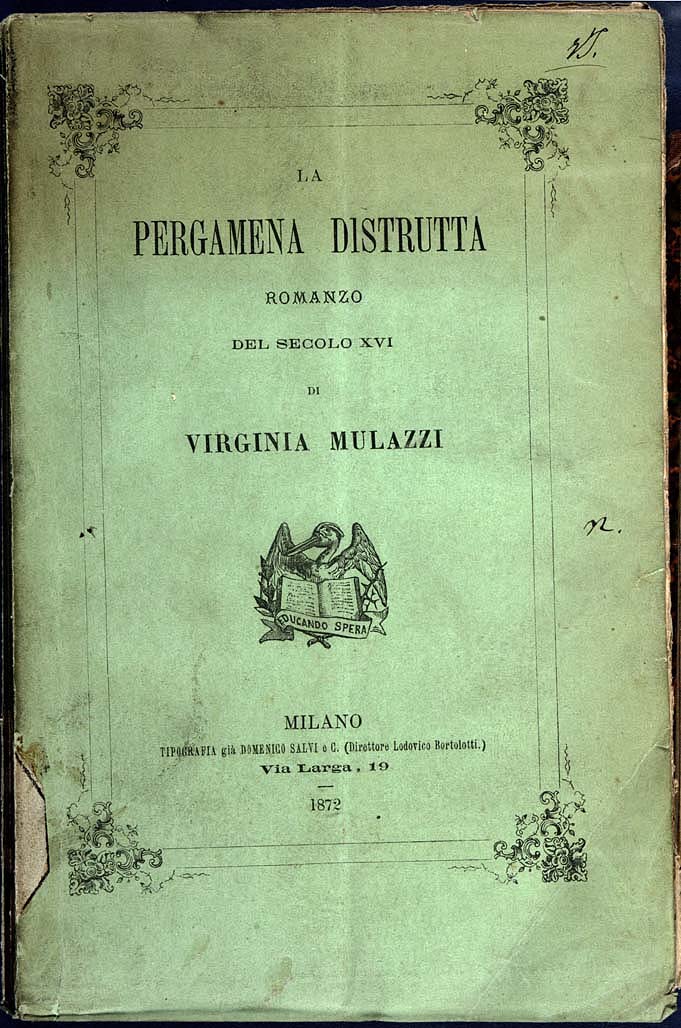 LA
PERGAMENA DISTRUTTA
ROMANZO
DEL SECOLO XVI
DI
VIRGINIA MULAZZI
n.
EDUCANDO SPERA
MILANO
TIPOGRAFIA già DOMENICO SALVI e C. (Direttore Lodovico Bortolotti.)
Via Larga, 19
1872